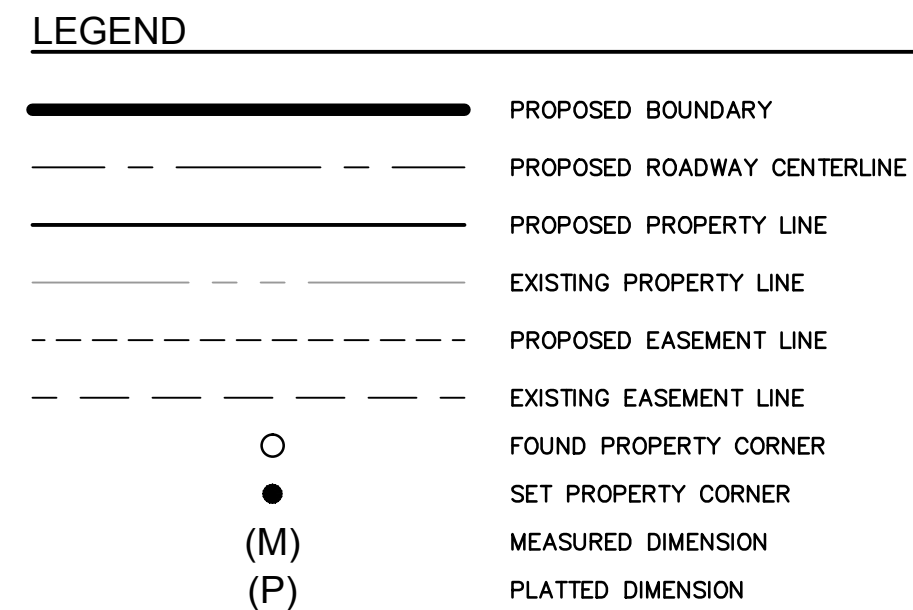 LEGEND
PROPOSED BOUNDARY
PROPOSED ROADWAY CENTERLINE
PROPOSED PROPERTY LINE
EXISTING PROPERTY LINE
PROPOSED EASEMENT LINE
EXISTING EASEMENT LINE
FOUND PROPERTY CORNER
SET PROPERTY CORNER
(M) MEASURED DIMENSION
(P) PLATTED DIMENSION